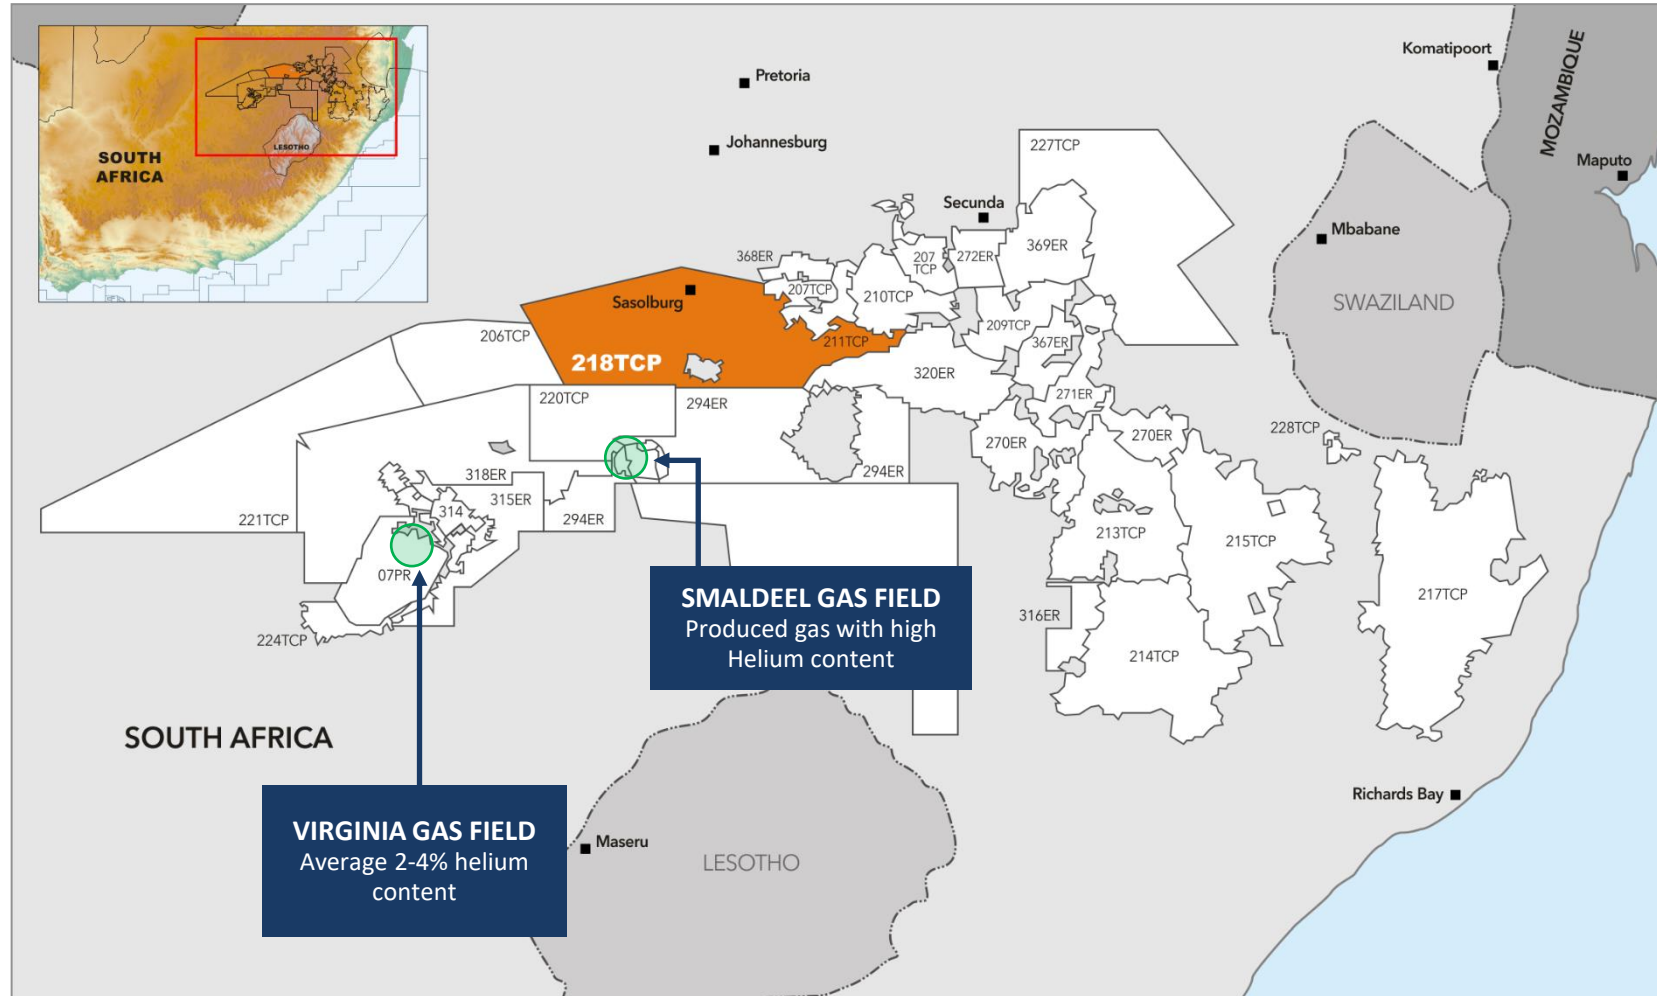 SOUTH
AFRICA
LESOTHO
Pretoria
Johannesburg
Komatipoort
MOZAMBIQUE
Maputo
227TCP
Secunda
Mbabane
SWAZILAND
368ER
207
TCP
272ER
369ER
207TCP
210TCP
Sasolburg
206TCP
211TCP
209TCP
367ER
218TCP
320ER
220TCP
294ER
271ER
270ER
270ER
228TCP
318ER
294ER
315ER
314
221TCP
294ER
213TCP
215TCP
07PR
217TCP
224TCP
316ER
214TCP
SMALDEEL GAS FIELD
Produced gas with high
Helium content
SOUTH AFRICA
VIRGINIA GAS FIELD
Average 2-4% helium
content
Maseru
LESOTHO
Richards Bay